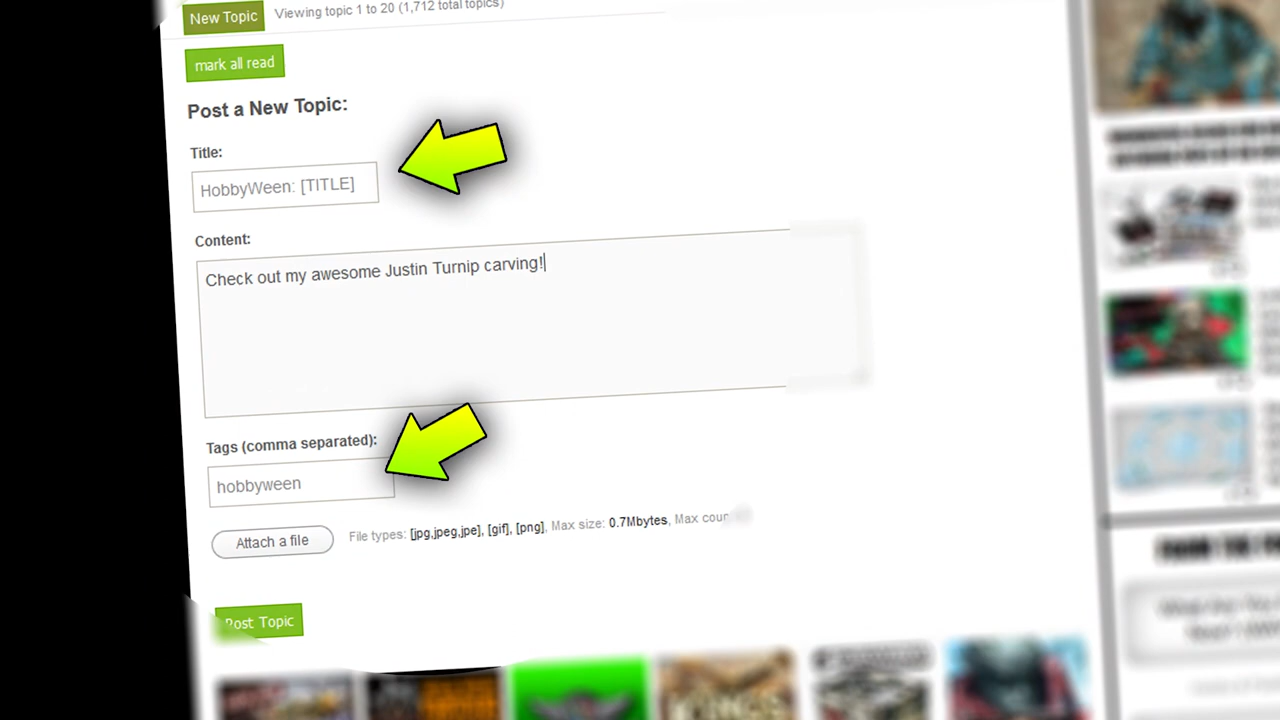 New Topic Viewing topic 1 to 20 (1,712 total topics)
mark all read
Post a New Topic:
Title:
HobbyWeen: [TITLE]
Content:
Check out my awesome Justin Turnip carving!
Tags (comma separated):
hobbyween
Attach a file File types: [jpg,jpeg,jpe], [gif], [png], Max size: 0.7Mbytes, Max
Post Topic
KINGS